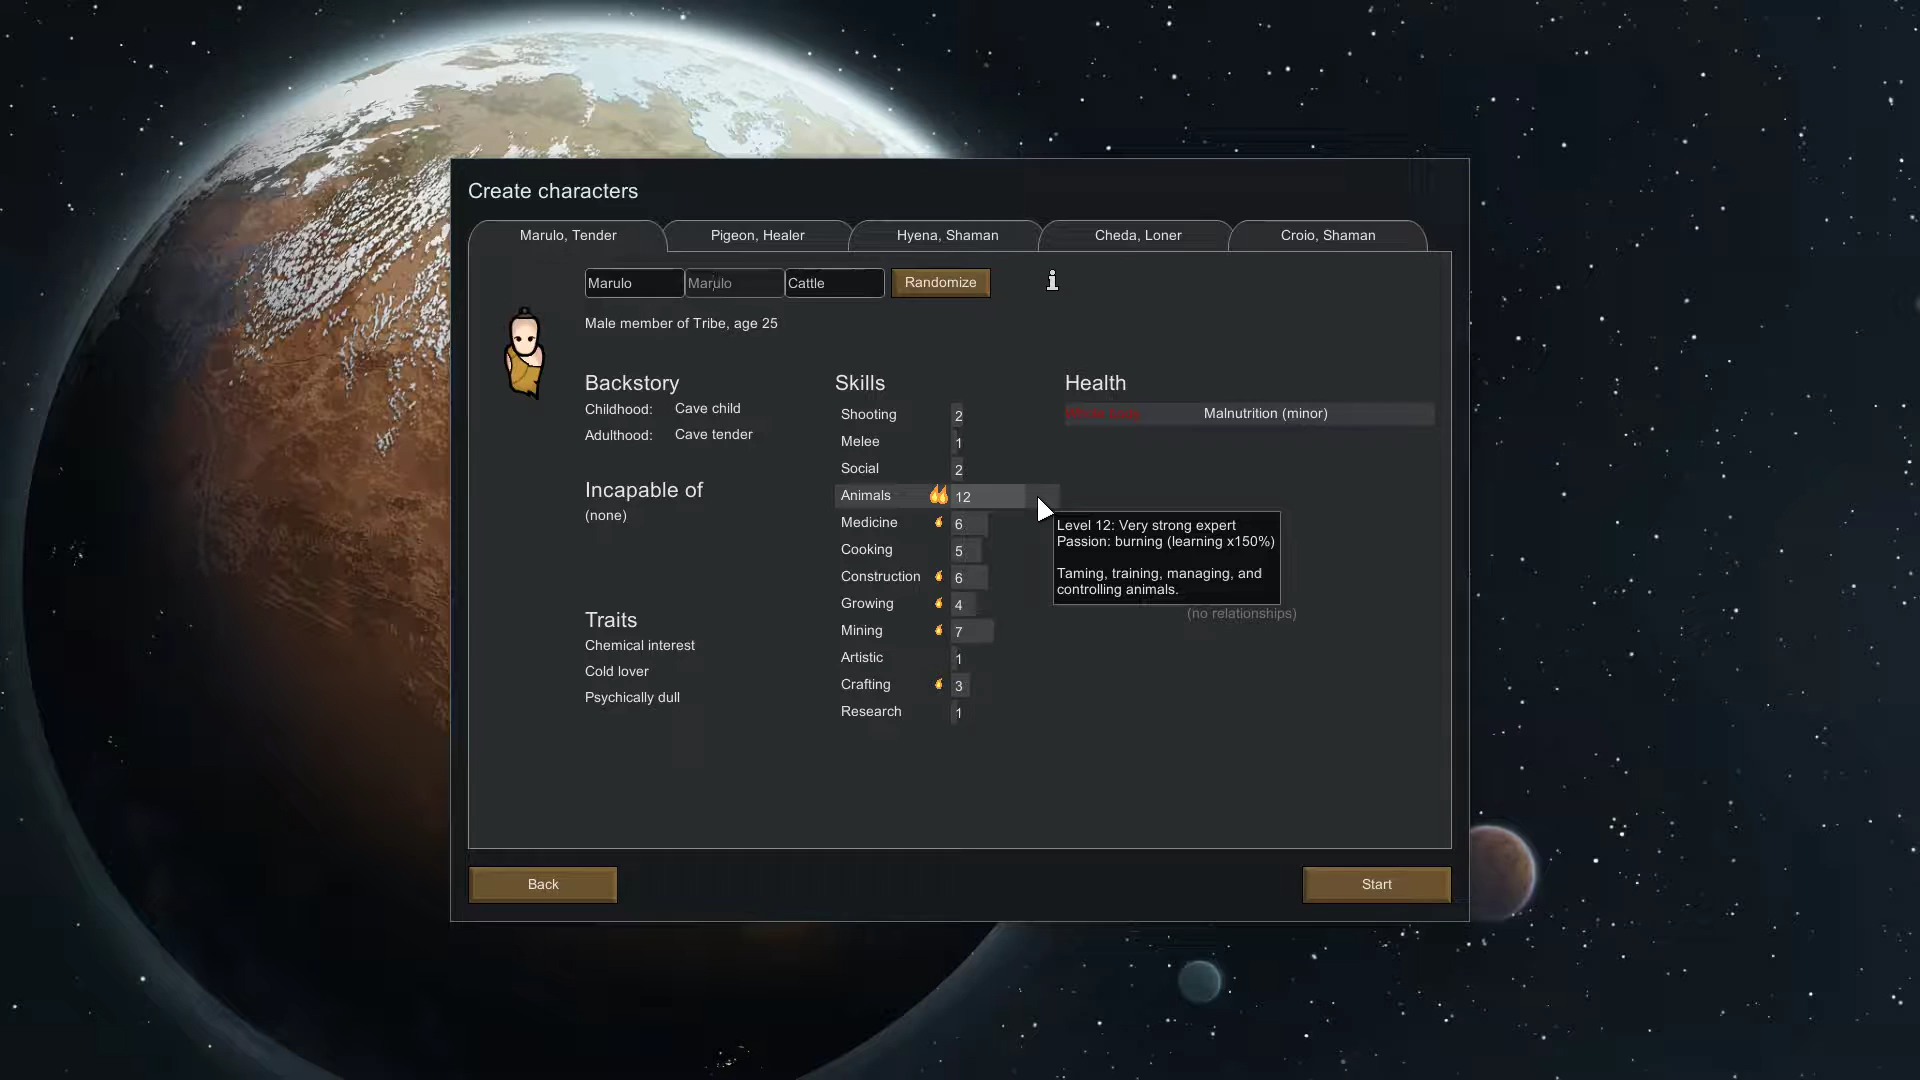 Create characters
Marulo, Tender
Pigeon, Healer
Hyena, Shaman
Cheda, Loner
Croio, Shaman
Marulo
Marulo
Cattle
Randomize
Male member of Tribe, age 25
Backstory
Childhood: Cave child
Adulthood: Cave tender
Incapable of
(none)
Traits
Chemical interest
Cold lover
Psychically dull
Skills
Shooting 2
Melee 1
Social 2
Animals 12
Medicine 6
Cooking 5
Construction 6
Growing 4
Mining 7
Artistic 1
Crafting 3
Research 1
Health
Malnutrition (minor)
Level 12: Very strong expert
Passion: burning (learning x150%)
Taming, training, managing, and
controlling animals.
(no relationships)
Back
Start